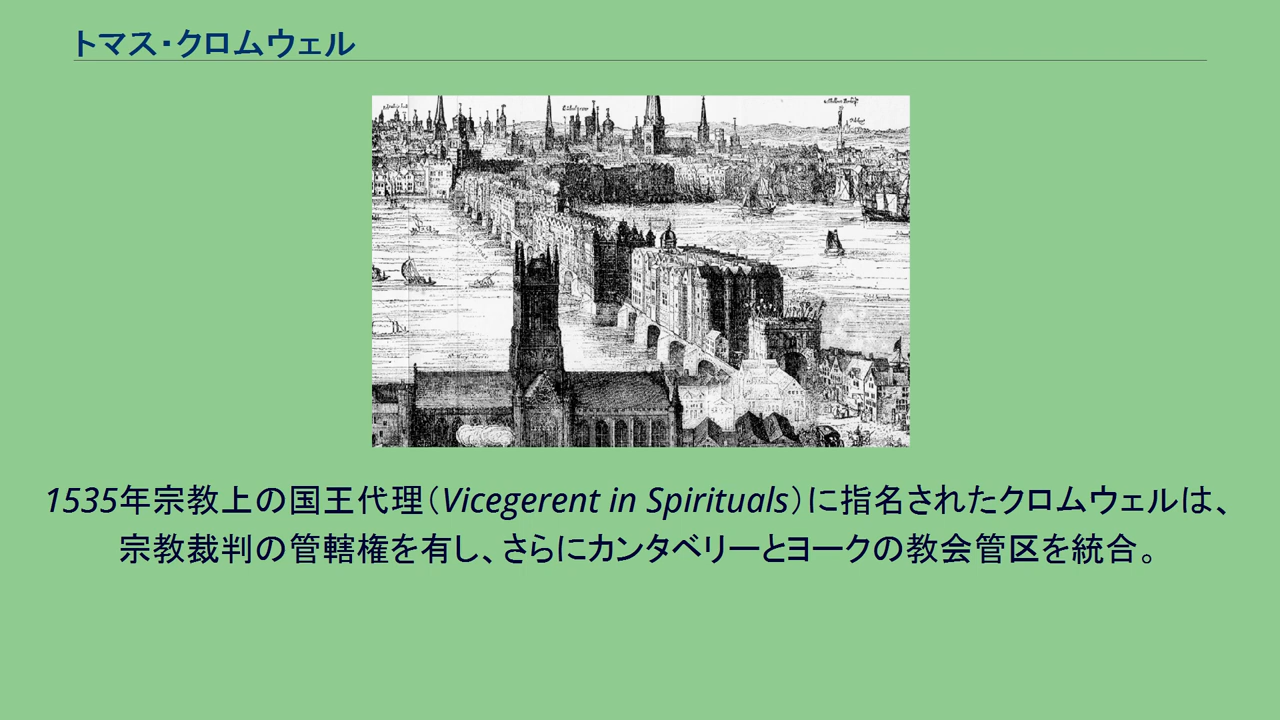 トマス・クロムウェル
1535年宗教上の国王代理（Vicegerent in Spirituals）に指名されたクロムウェルは、
宗教裁判の管轄権を有し、さらにカンタベリーとヨークの教会管区を統合。